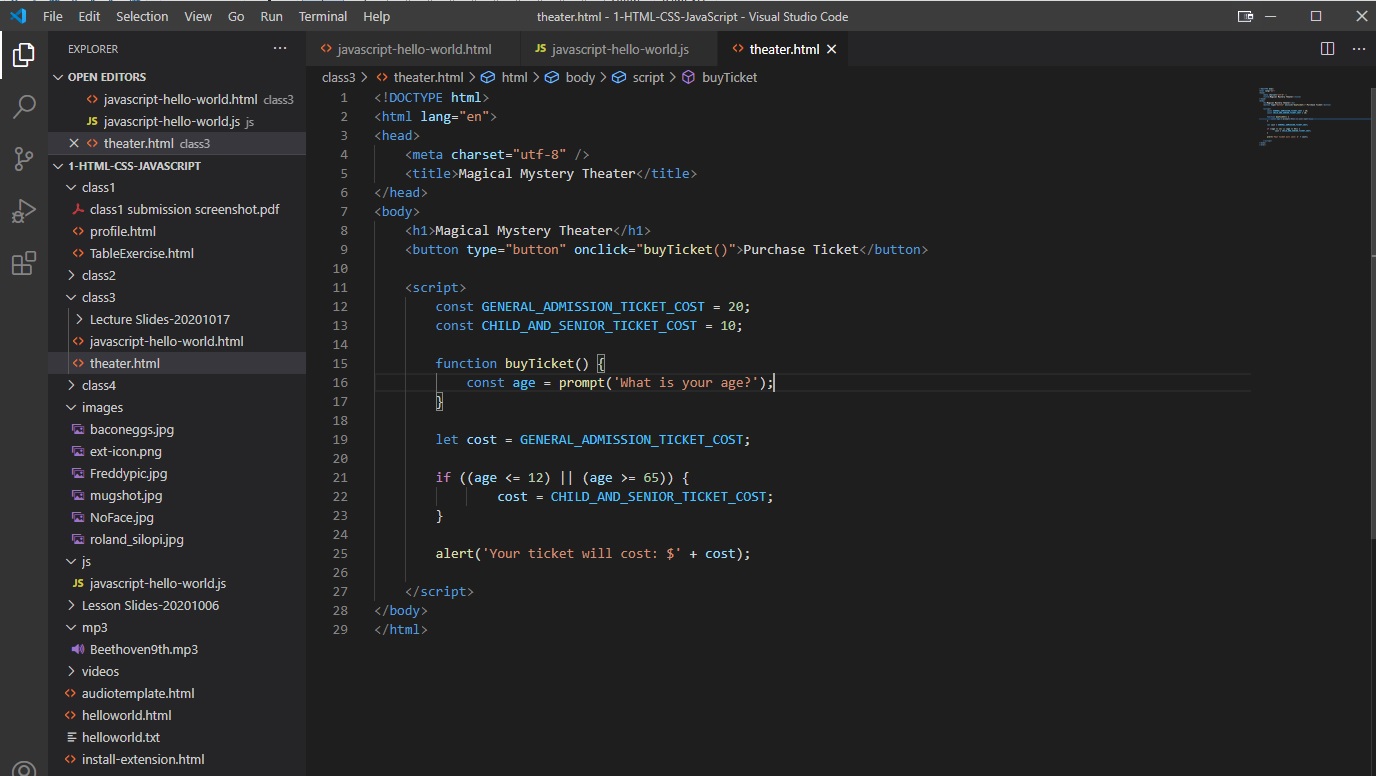 File Edit Selection View Go Run Terminal Help
theater.html - 1-HTML-CSS-JavaScript - Visual Studio Code
EXPLORER
OPEN EDITORS
javascript-hello-world.html class3
JS javascript-hello-world.js js
theater.html class3
1-HTML-CSS-JAVASCRIPT
class1
class1 submission screenshot.pdf
profile.html
TableExercise.html
class2
class3
Lecture Slides-20201017
javascript-hello-world.html
theater.html
class4
images
baconeggs.jpg
ext-icon.png
Freddypic.jpg
mugshot.jpg
NoFace.jpg
roland_silopi.jpg
js
JS javascript-hello-world.js
Lesson Slides-20201006
mp3
Beethoven9th.mp3
videos
audiotemplate.html
helloworld.html
helloworld.txt
install-extension.html
javascript-hello-world.html
JS javascript-hello-world.js
theater.html
class3 > theater.html > html > body > script > buyTicket
1 <!DOCTYPE html>
2 <html lang="en">
3 <head>
4 <meta charset="utf-8" />
5 <title>Magical Mystery Theater</title>
6 </head>
7 <body>
8 <h1>Magical Mystery Theater</h1>
9 <button type="button" onclick="buyTicket()">Purchase Ticket</button>
10
11 <script>
12 const GENERAL_ADMISSION_TICKET_COST = 20;
13 const CHILD_AND_SENIOR_TICKET_COST = 10;
14
15 function buyTicket() {
16 const age = prompt('What is your age?');
17 }
18
19 let cost = GENERAL_ADMISSION_TICKET_COST;
20
21 if ((age <= 12) || (age >= 65)) {
22 cost = CHILD_AND_SENIOR_TICKET_COST;
23 }
24
25 alert('Your ticket will cost: $' + cost);
26
27 </script>
28 </body>
29 </html>